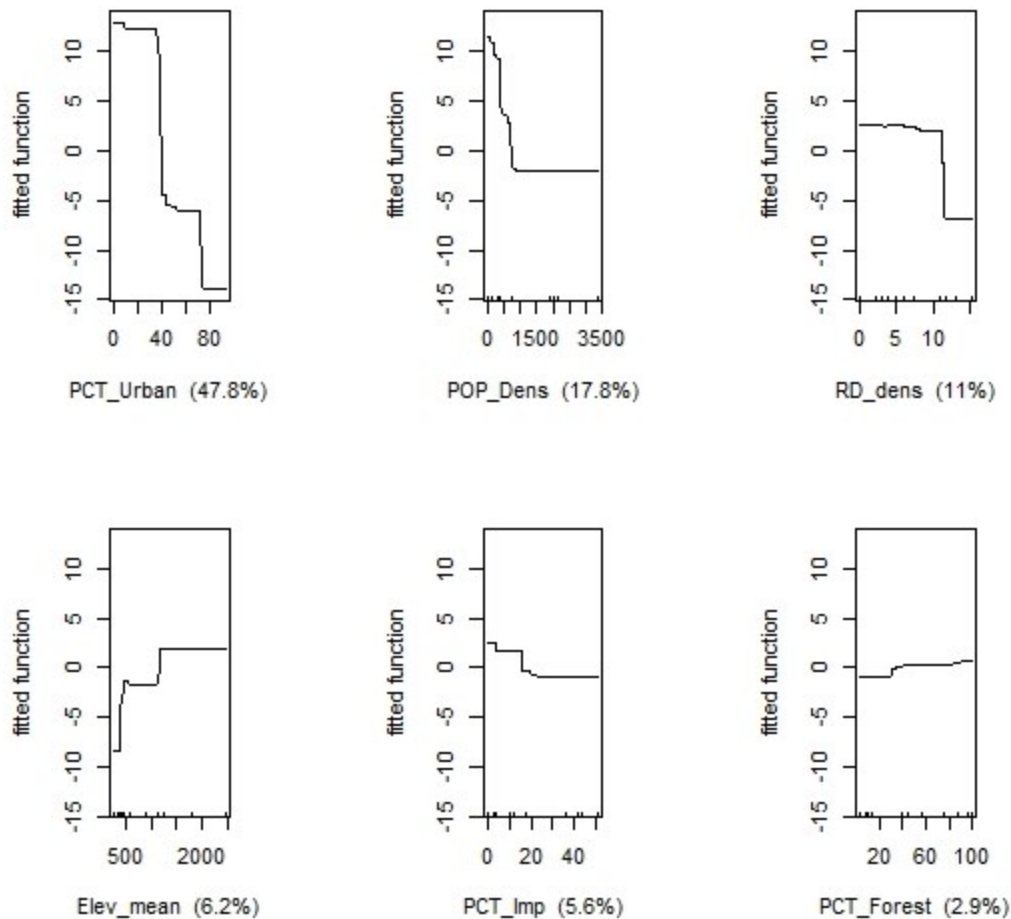 10
5
0
-5
-10
-15
fitted function
0 40 80
PCT_Urban (47.8%)
10
5
0
-5
-10
-15
fitted function
0 1500 3500
POP_Dens (17.8%)
10
5
0
-5
-10
-15
fitted function
0 5 10
RD_dens (11%)
10
5
0
-5
-10
-15
fitted function
500 2000
Elev_mean (6.2%)
10
5
0
-5
-10
-15
fitted function
0 20 40
PCT_Imp (5.6%)
10
5
0
-5
-10
-15
fitted function
20 60 100
PCT_Forest (2.9%)